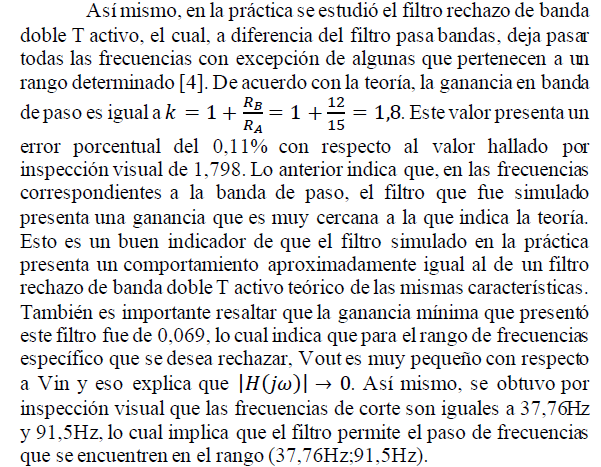 Así mismo, en la práctica se estudió el filtro rechazo de banda
doble T activo, el cual, a diferencia del filtro pasa bandas, deja pasar
todas las frecuencias con excepción de algunas que pertenecen a un
rango determinado [4]. De acuerdo con la teoría, la ganancia en banda
de paso es igual a k = 1 + R_B/R_A = 1 + 12/15 = 1,8. Este valor presenta un
error porcentual del 0,11% con respecto al valor hallado por
inspección visual de 1,798. Lo anterior indica que, en las frecuencias
correspondientes a la banda de paso, el filtro que fue simulado
presenta una ganancia que es muy cercana a la que indica la teoría.
Esto es un buen indicador de que el filtro simulado en la práctica
presenta un comportamiento aproximadamente igual al de un filtro
rechazo de banda doble T activo teórico de las mismas características.
También es importante resaltar que la ganancia mínima que presentó
este filtro fue de 0,069, lo cual indica que para el rango de frecuencias
específico que se desea rechazar, Vout es muy pequeño con respecto
a Vin y eso explica que |H(jω)| → 0. Así mismo, se obtuvo por
inspección visual que las frecuencias de corte son iguales a 37,76Hz
y 91,5Hz, lo cual implica que el filtro permite el paso de frecuencias
que se encuentren en el rango (37,76Hz;91,5Hz).